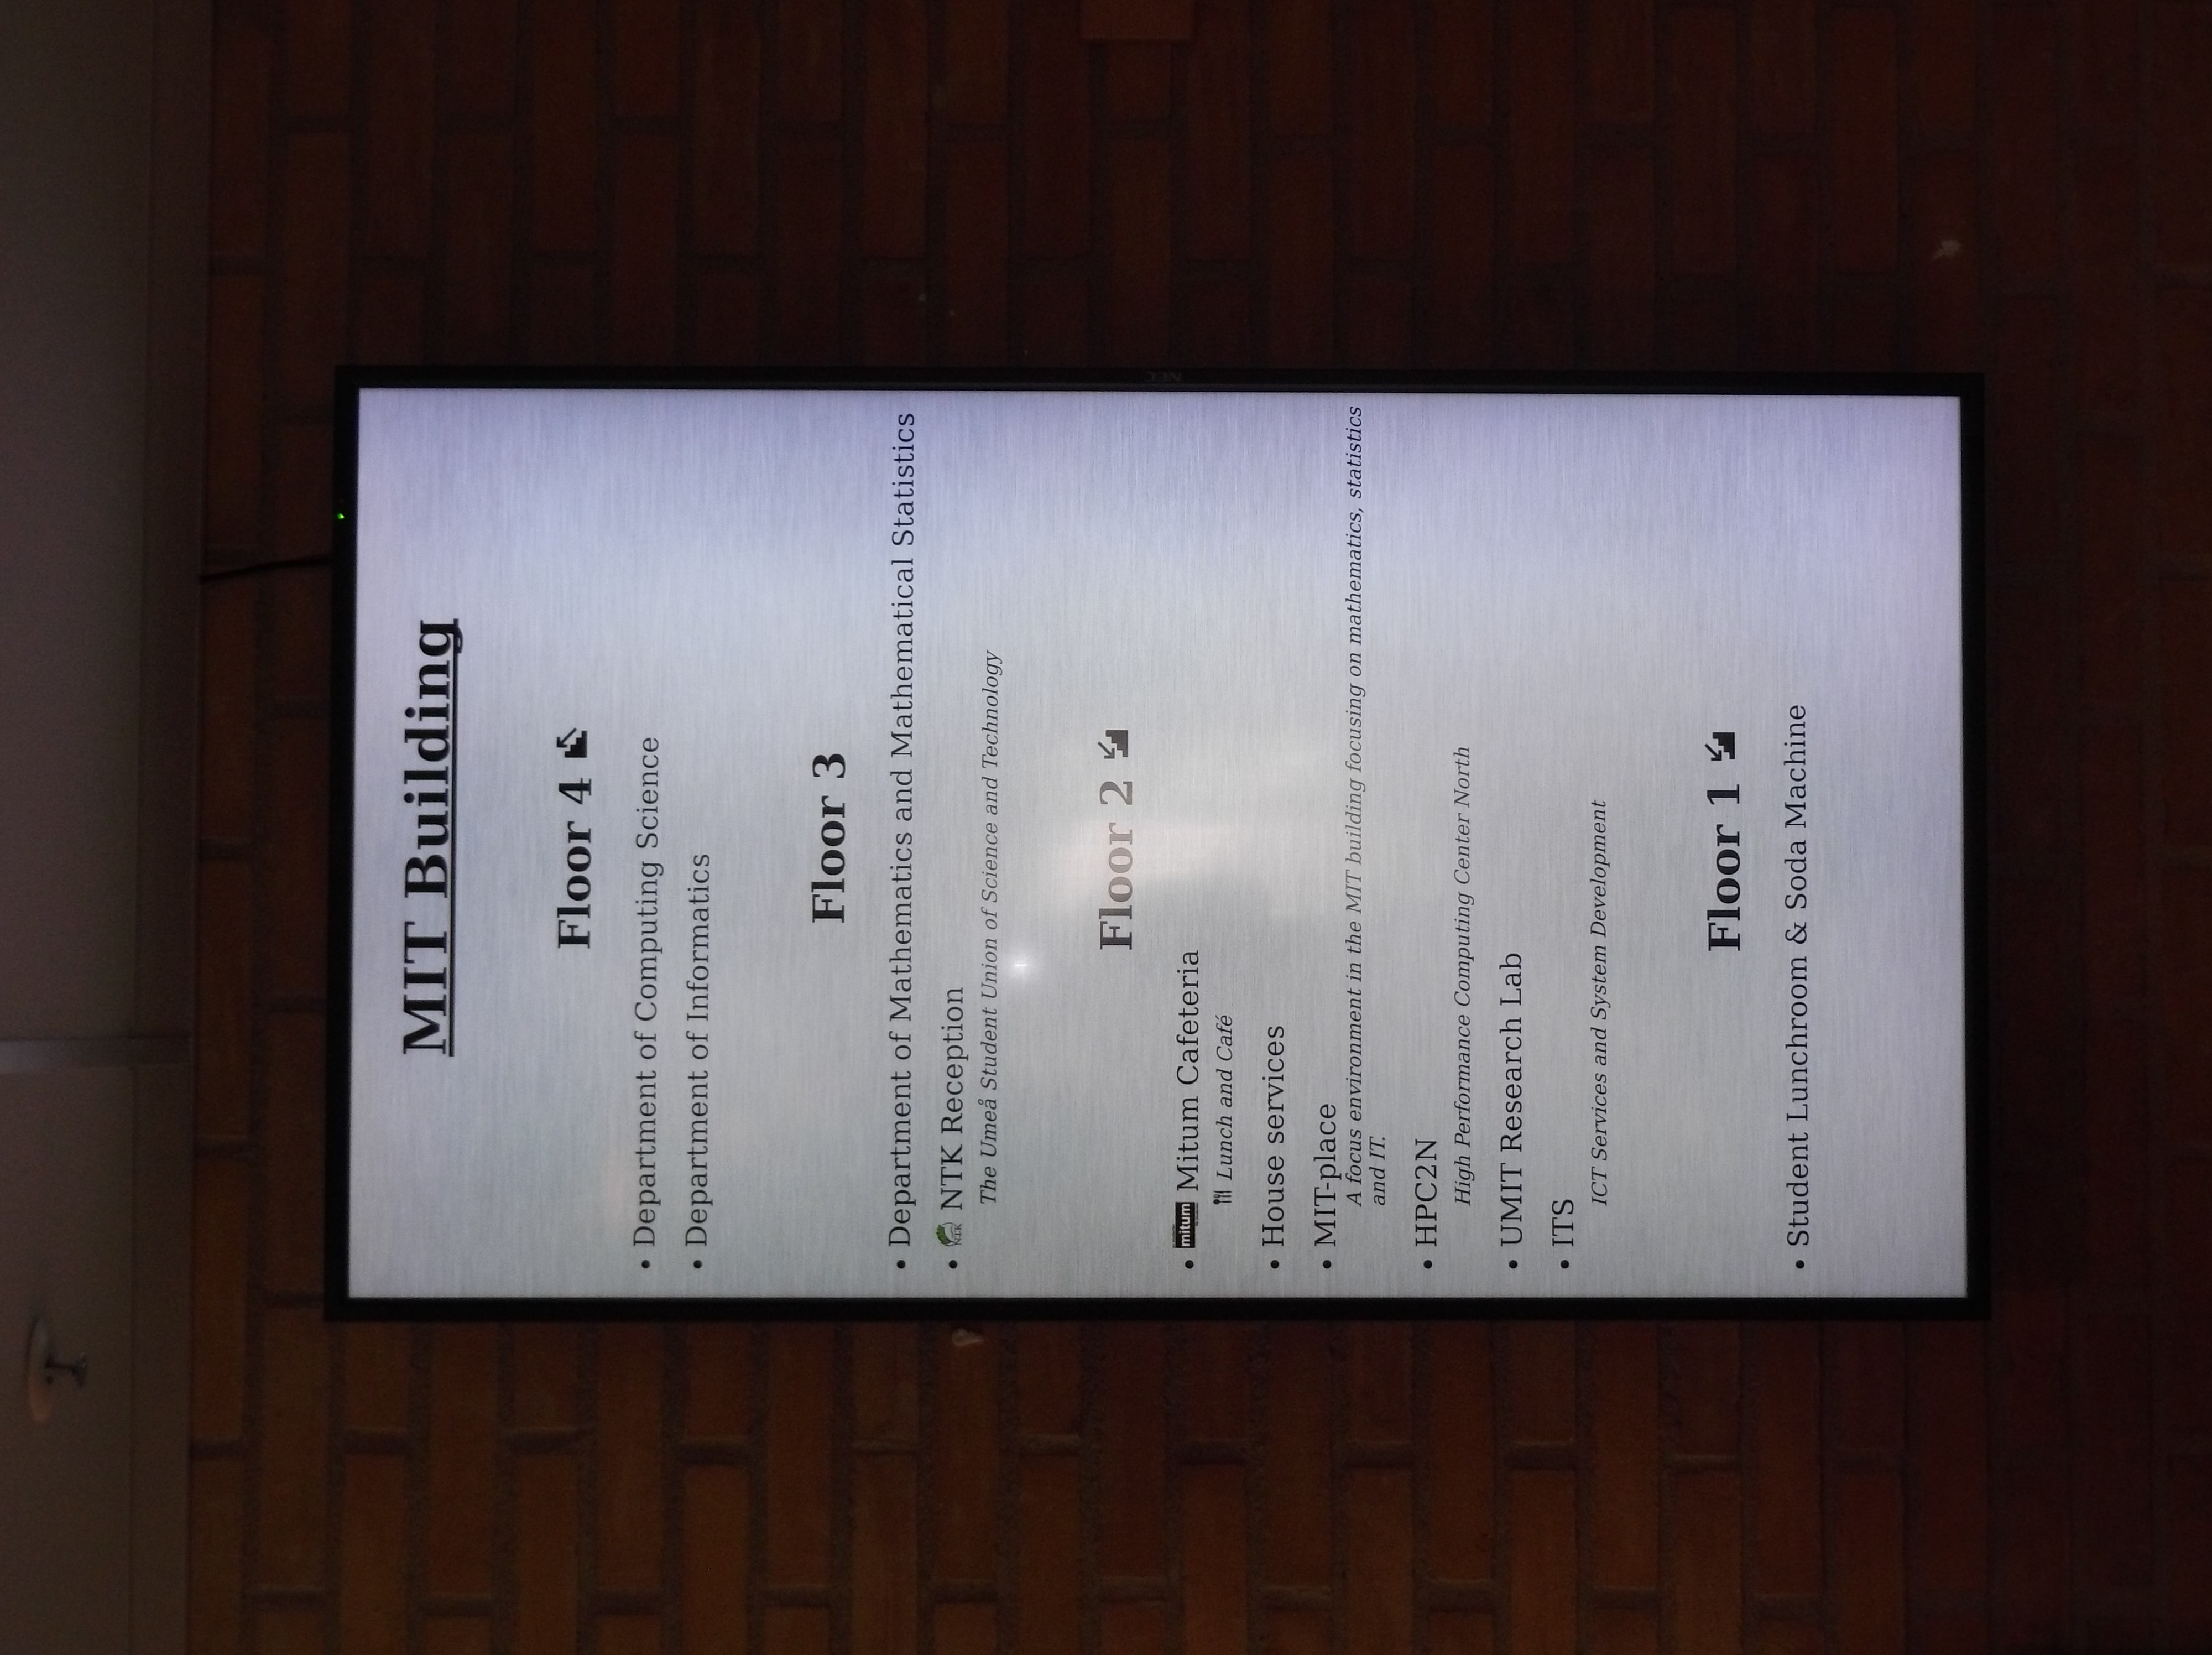 MIT Building
Floor 4
• Department of Computing Science
• Department of Informatics
Floor 3
• Department of Mathematics and Mathematical Statistics
• NTK NTK Reception
The Umeå Student Union of Science and Technology
Floor 2
• mitum Mitum Cafeteria
Lunch and Café
• House services
• MIT-place
A focus environment in the MIT building focusing on mathematics, statistics
and IT.
• HPC2N
High Performance Computing Center North
• UMIT Research Lab
• ITS
ICT Services and System Development
Floor 1
• Student Lunchroom & Soda Machine
NEC